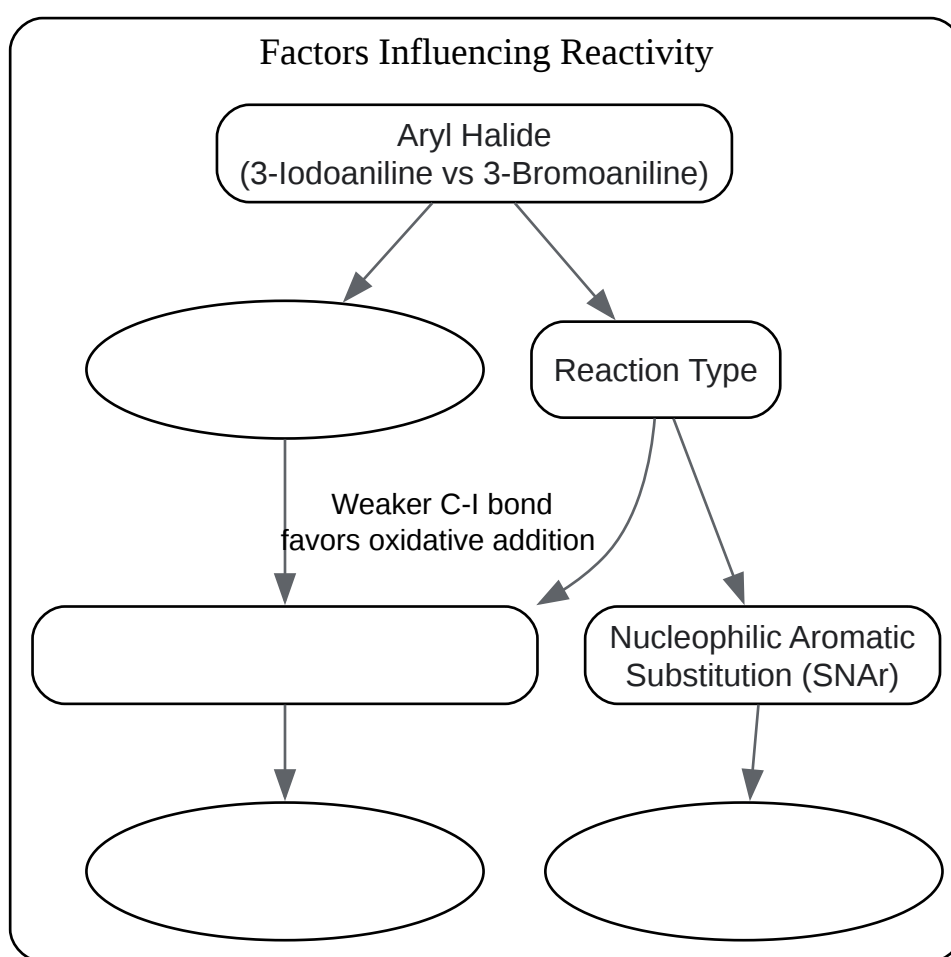 Factors Influencing Reactivity
Aryl Halide
(3-Iodoaniline vs 3-Bromoaniline)
Reaction Type
Weaker C-I bond
favors oxidative addition
Nucleophilic Aromatic
Substitution (SNAr)